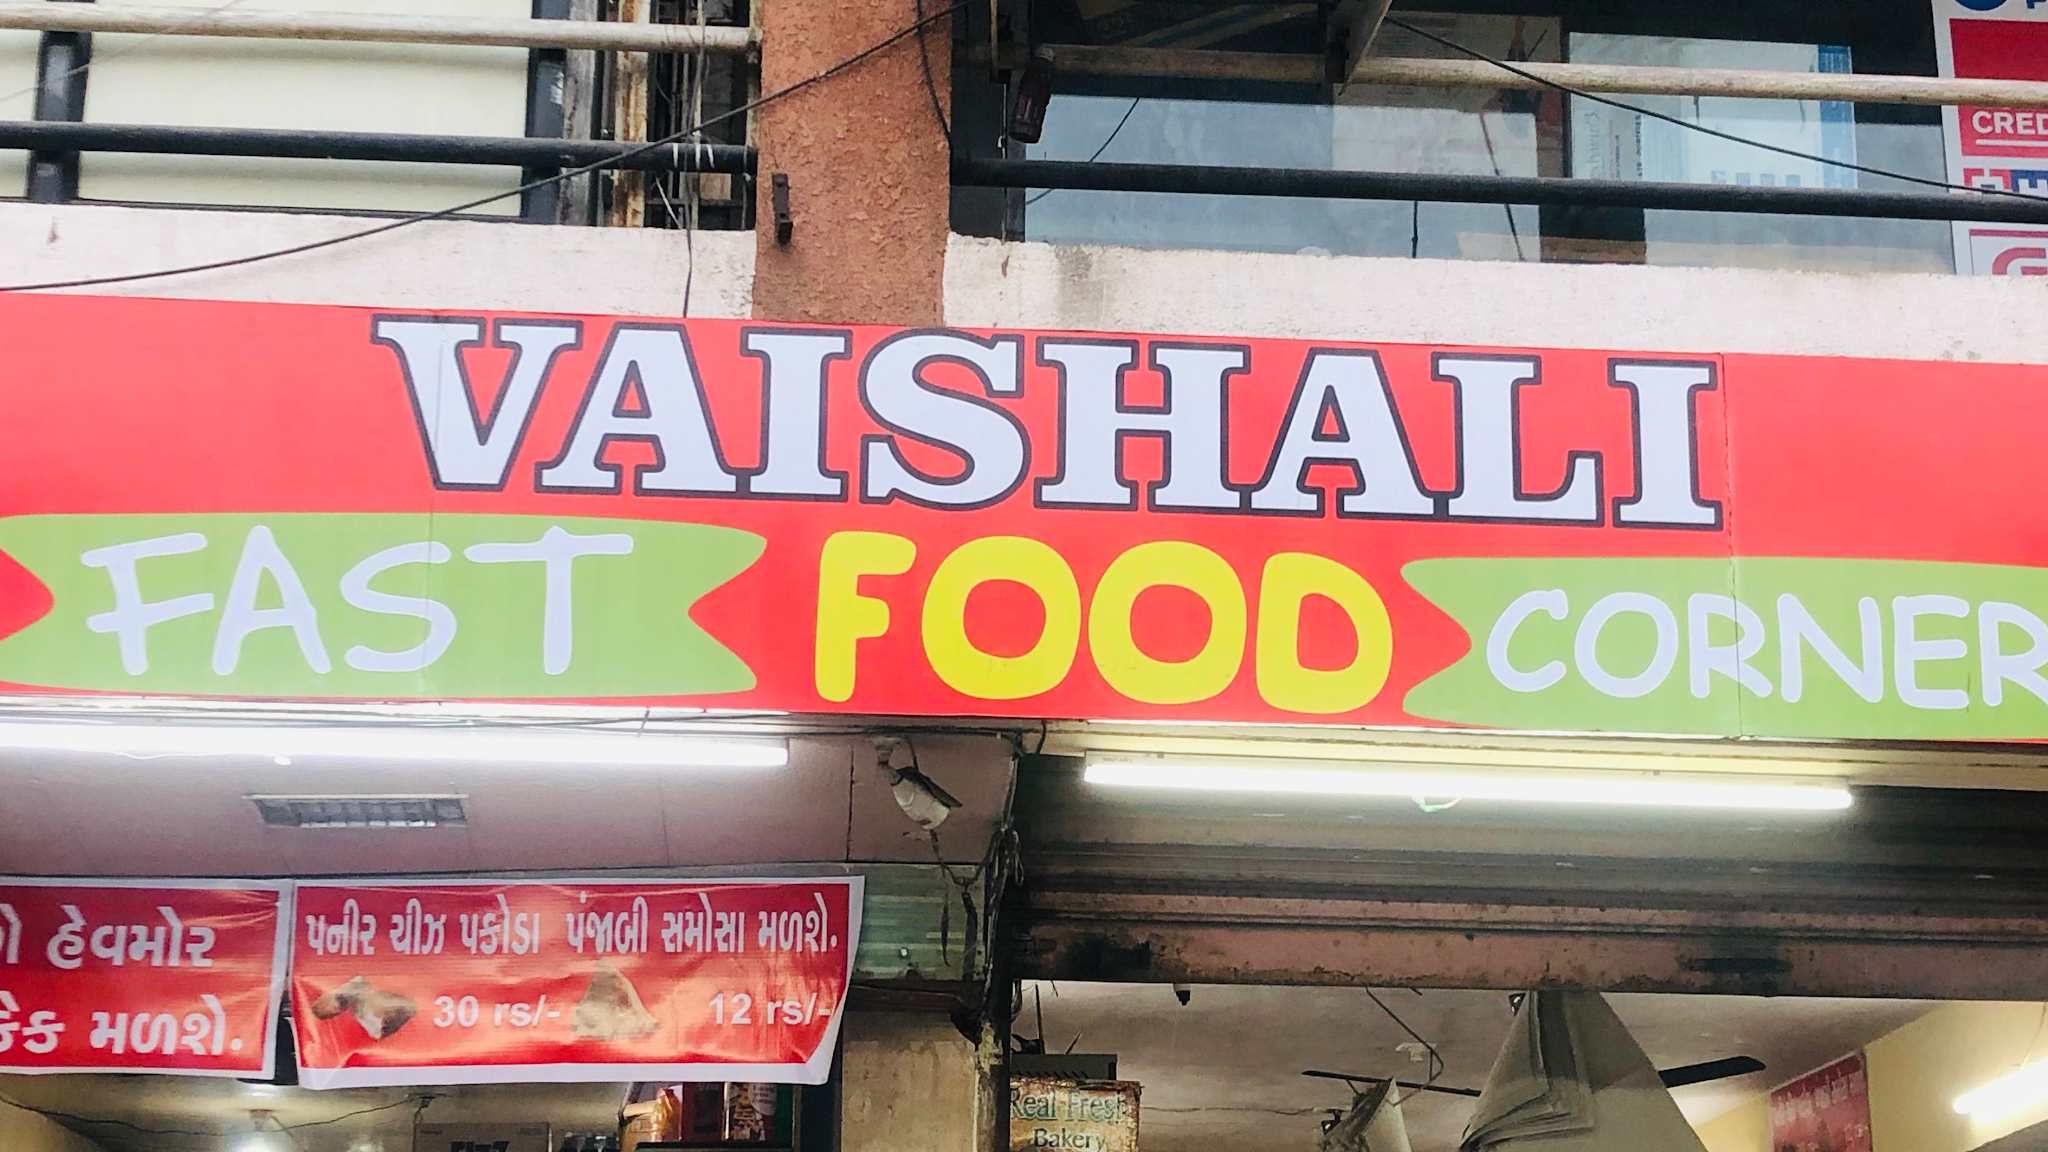 CRED
VAISHALI
FAST FOOD CORNER
હેવમોર
કેક મળશે.
પનીર ચીઝ પકોડા પંજાબી સમોસા મળશે.
30 rs/- 12 rs/-
Real Fresh
Bakery